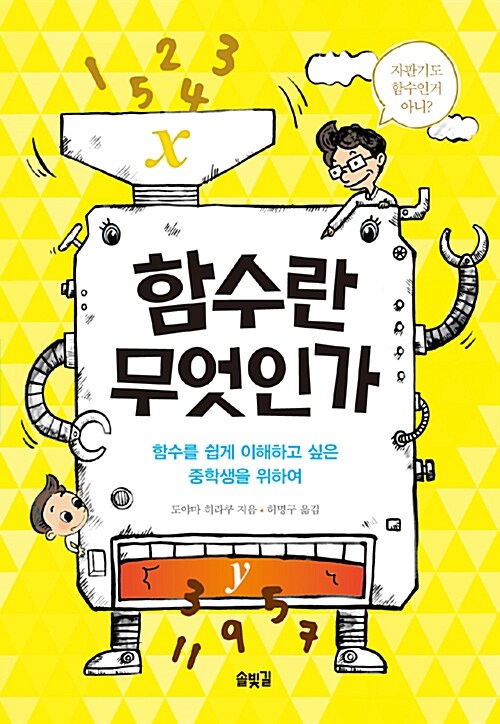 1 2 3
5 4
x
자판기도
함수인거
아니?
함수란
무엇인가
함수를 쉽게 이해하고 싶은
중학생을 위하여
도야마 히라쿠 지음 • 허명구 옮김
y
3 5
11 9 7
솔빛길